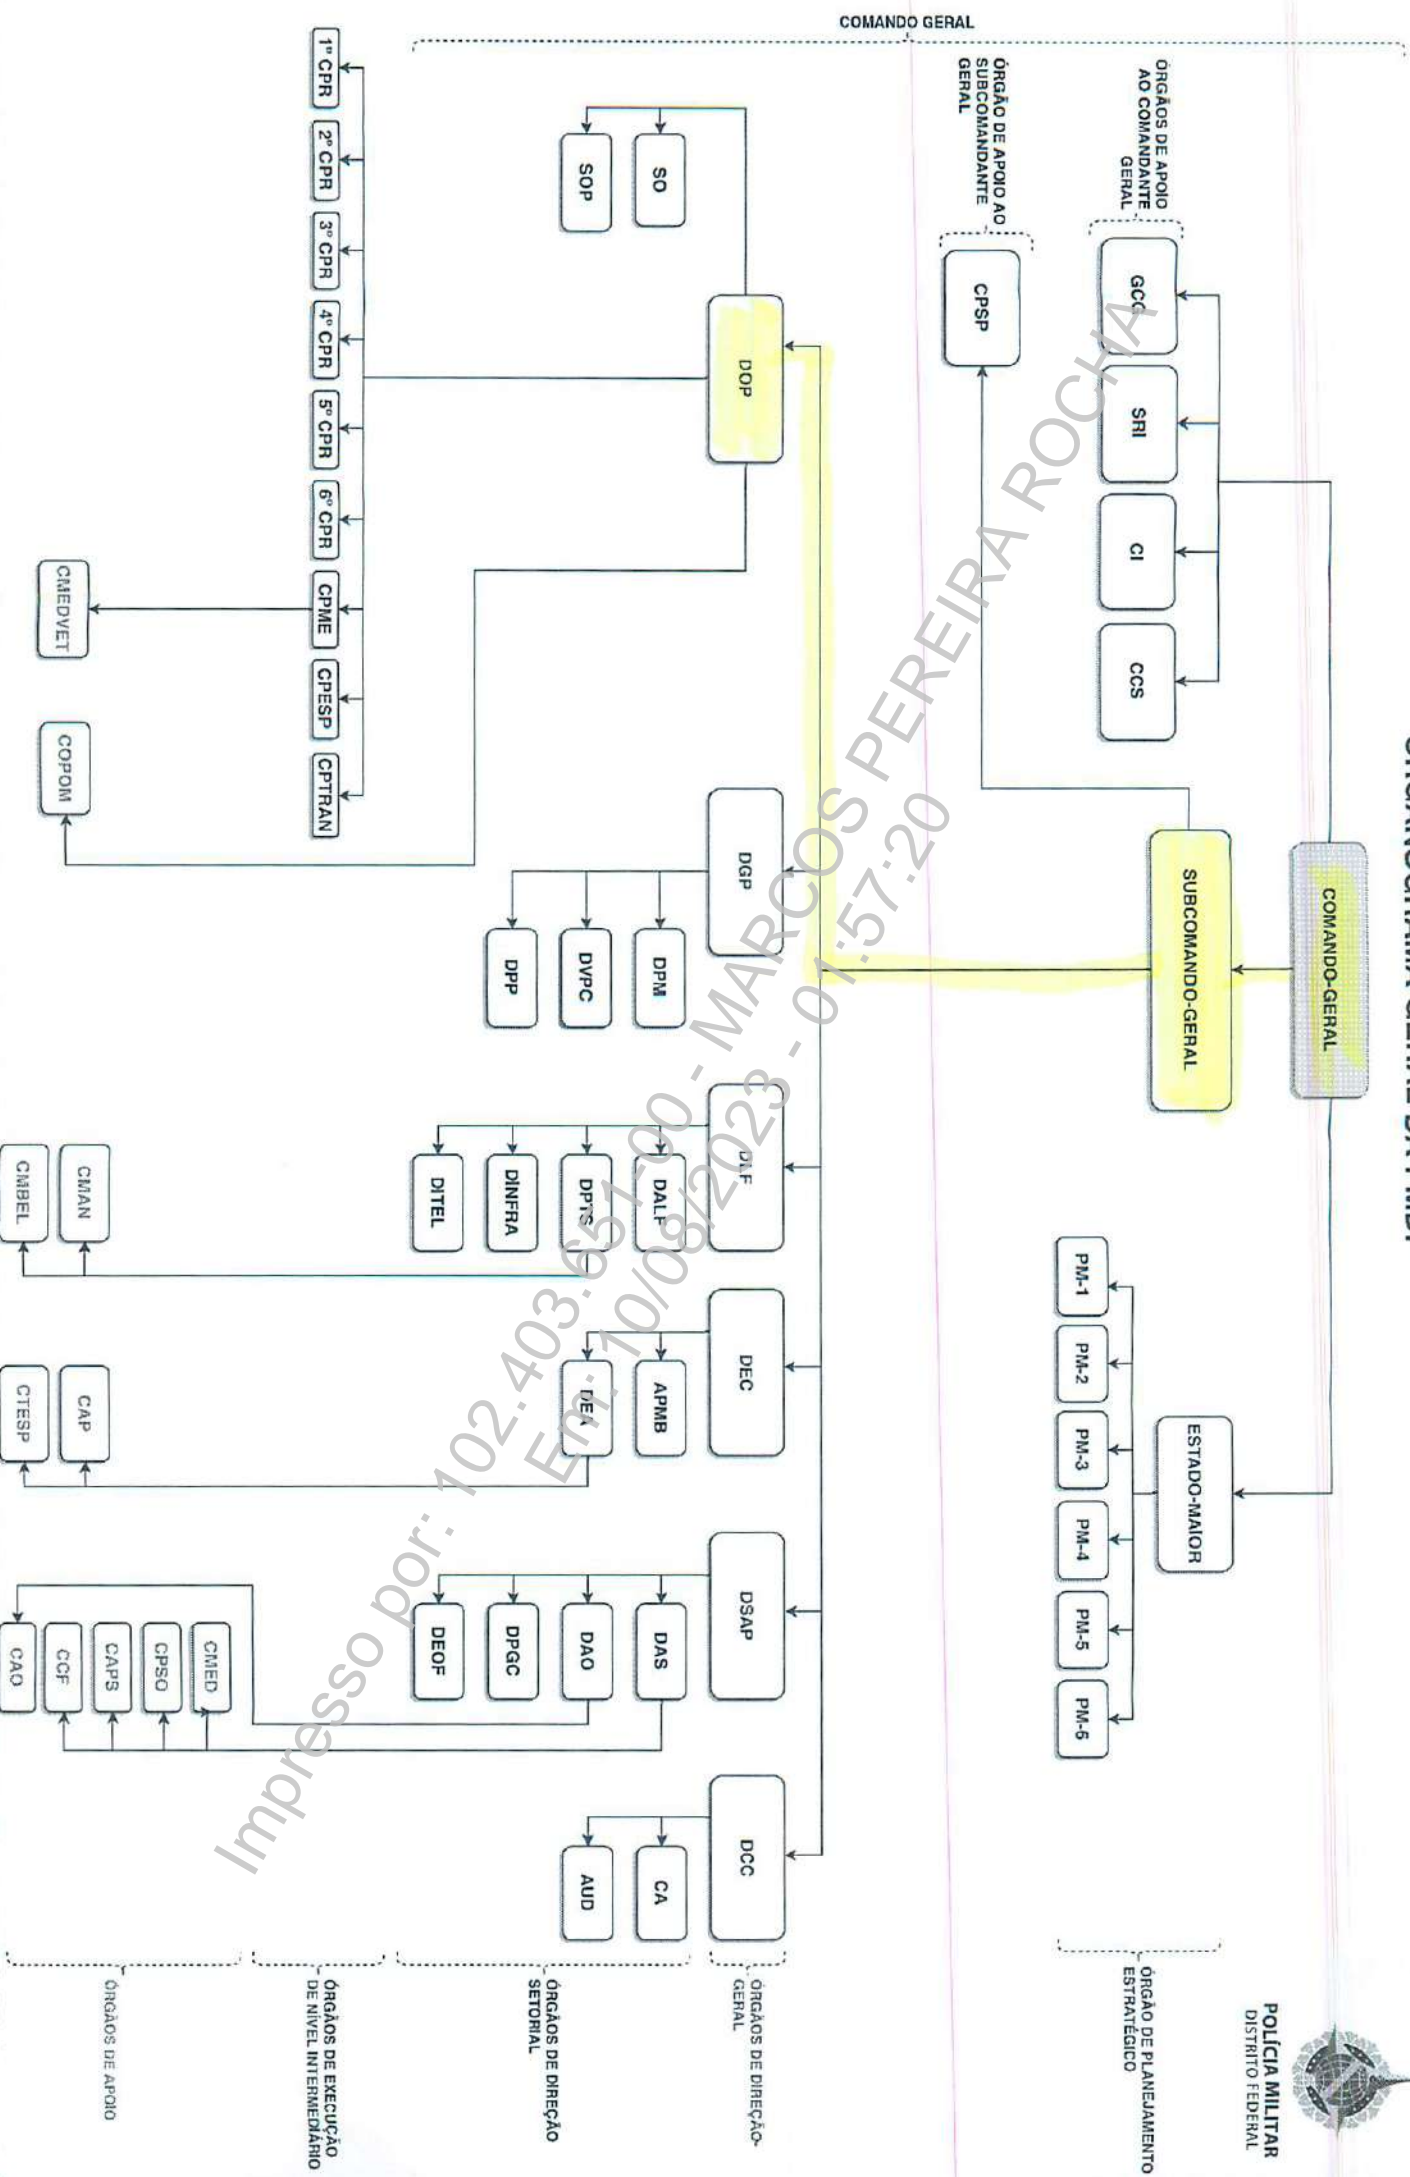 ORGANOGRAMA GERAL DA PMDF
POLÍCIA MILITAR
DISTRITO FEDERAL
COMANDO GERAL
COMANDO-GERAL
ÓRGÃOS DE APOIO
AO COMANDANTE
GERAL
GCG
SRI
CI
CCS
SUBCOMANDO-GERAL
ESTADO-MAIOR
PM-1
PM-2
PM-3
PM-4
PM-5
PM-6
ÓRGÃO DE PLANEJAMENTO
ESTRATÉGICO
ÓRGÃO DE APOIO AO
SUBCOMANDANTE
GERAL
CPSP
DOP
DGP
DLF
DEC
DSAP
DCC
ÓRGÃOS DE DIREÇÃO-
GERAL
SO
SOP
DPM
DVPC
DPP
DALF
DPTS
DINFRA
DITEL
APMB
DEA
DAS
DAO
DPGC
DEOF
CA
AUD
ÓRGÃOS DE DIREÇÃO
SETORIAL
1º CPR
2º CPR
3º CPR
4º CPR
5º CPR
6º CPR
CPME
CPESP
CPTRAN
ÓRGÃOS DE EXECUÇÃO
DE NÍVEL INTERMEDIÁRIO
CMEDVET
COPOM
CMAN
CMBEL
CAP
CTESP
CMED
CPSO
CAPS
CCF
CAO
ÓRGÃOS DE APOIO
Impresso por: 102.403.651-00 - MARCOS PEREIRA ROCHA
Em: 10/08/2023 - 01:57:20